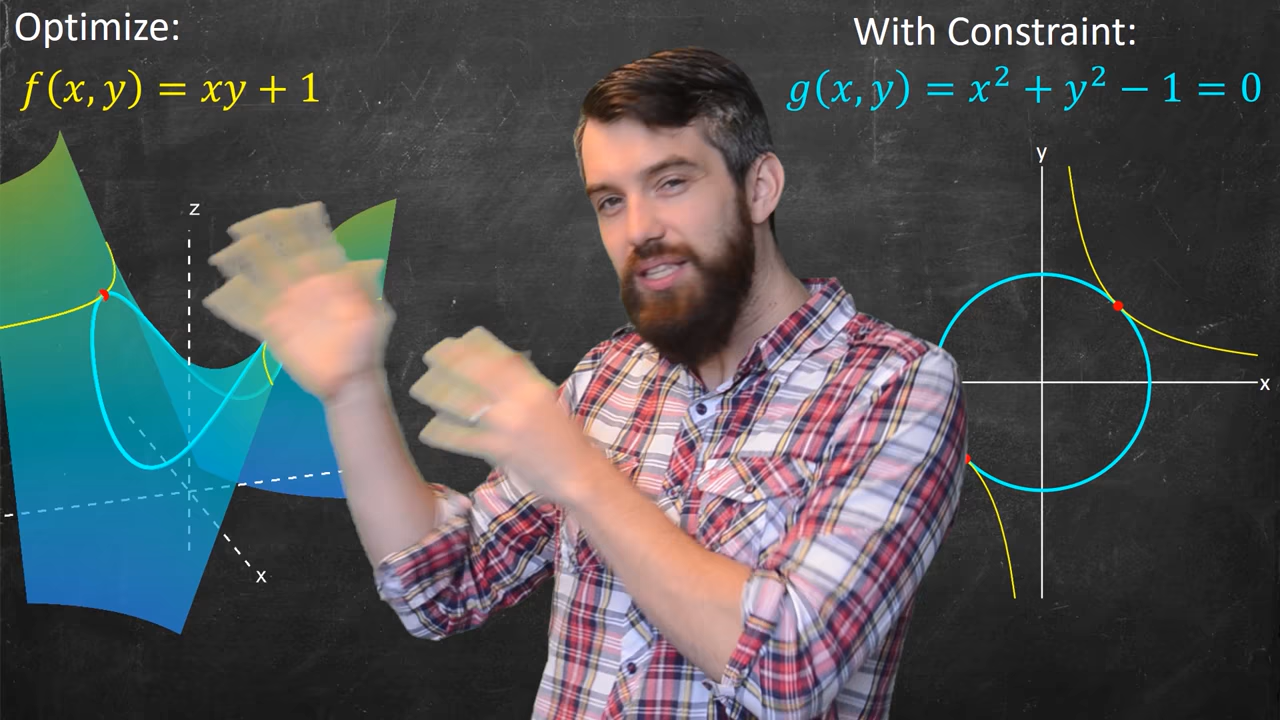 Optimize:
f(x, y) = xy + 1
With Constraint:
g(x, y) = x² + y² − 1 = 0
z
x
y
x